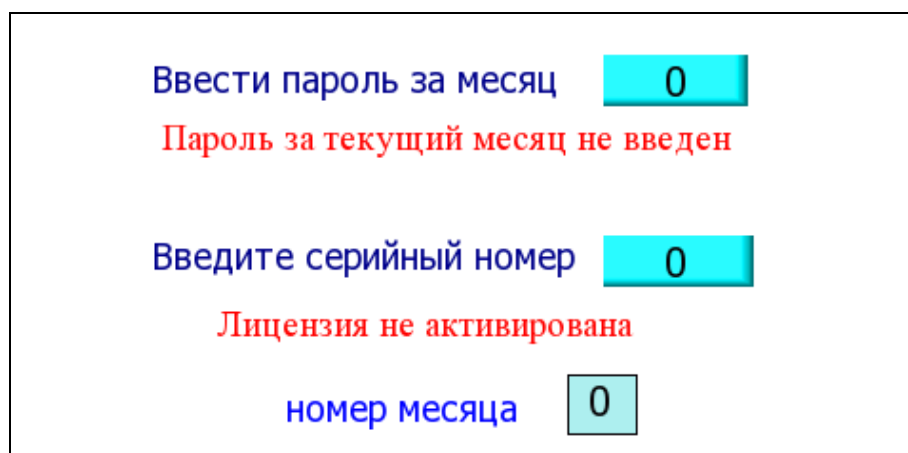 Ввести пароль за месяц 0
Пароль за текущий месяц не введен
Введите серийный номер 0
Лицензия не активирована
номер месяца 0